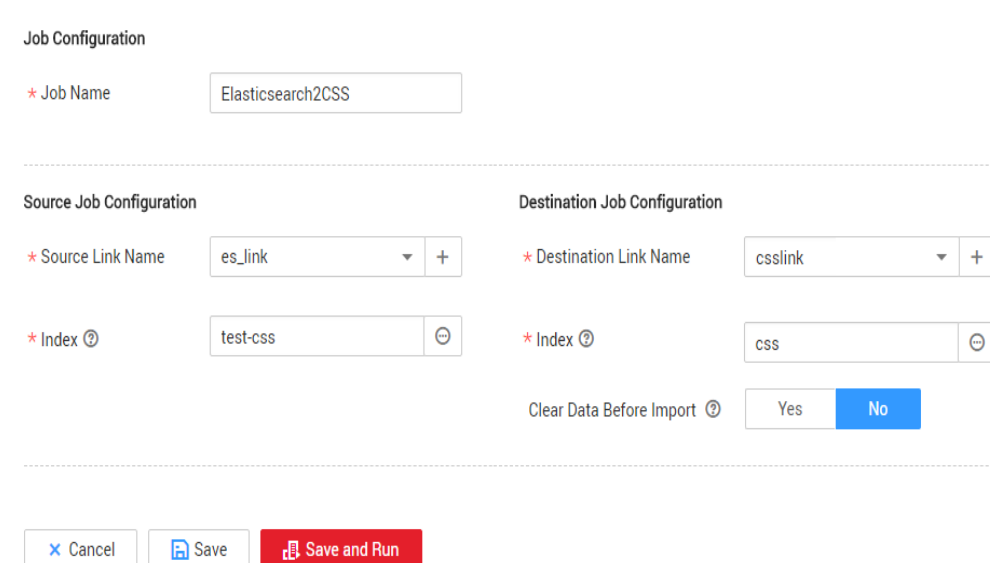 Job Configuration
* Job Name
Elasticsearch2CSS
Source Job Configuration
* Source Link Name
es_link
+
* Index ?
test-css
Destination Job Configuration
* Destination Link Name
csslink
+
* Index ?
css
Clear Data Before Import ?
Yes
No
Cancel
Save
Save and Run